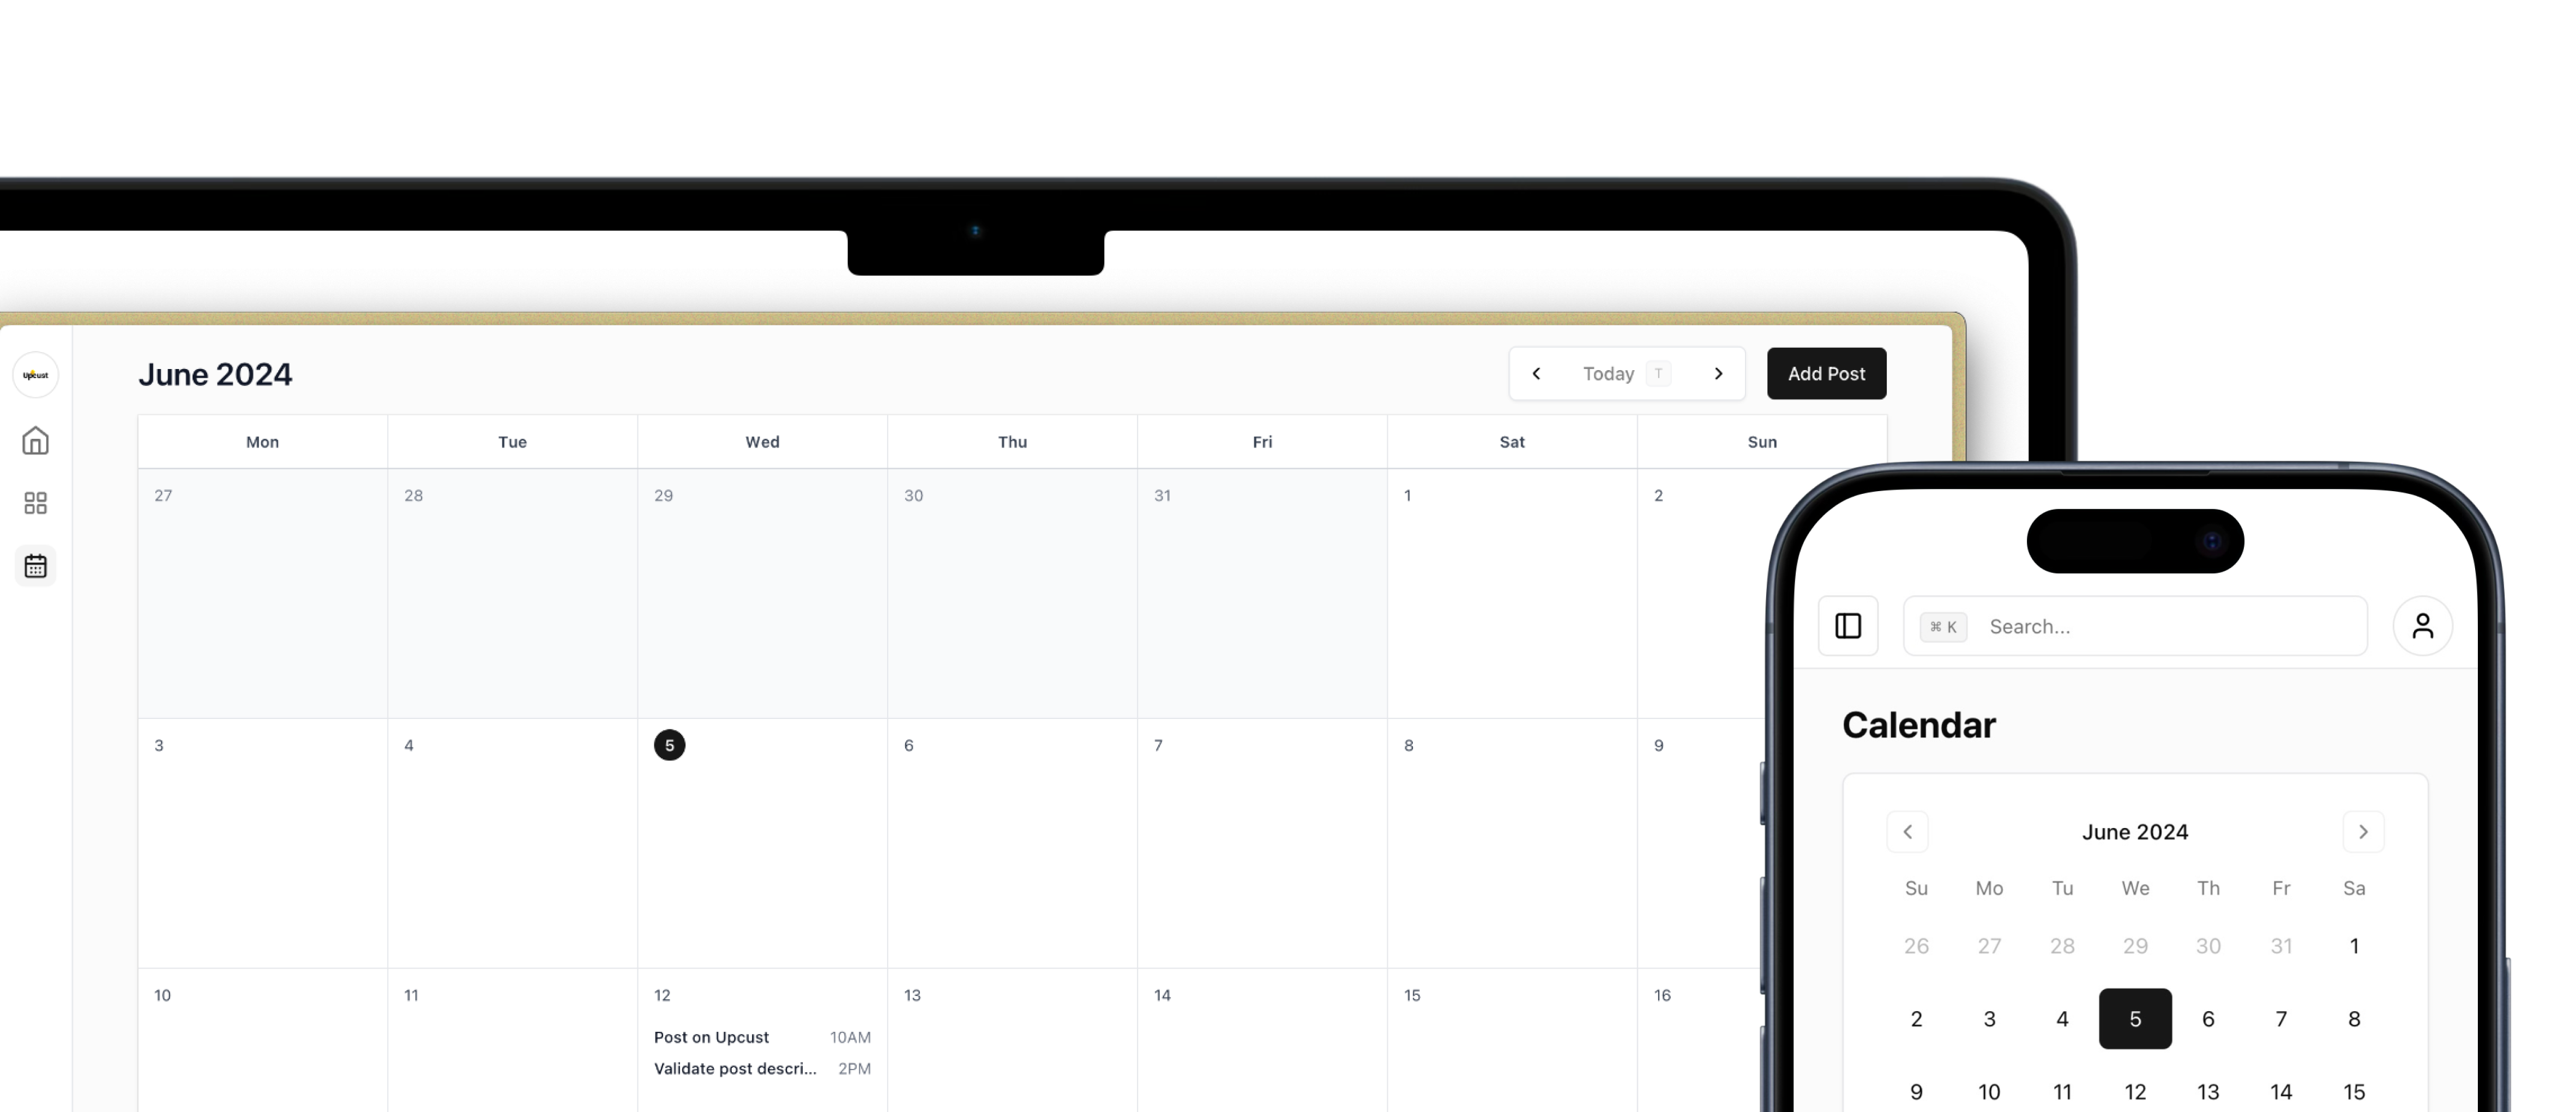 Upcust
June 2024
Today T
Add Post
Mon Tue Wed Thu Fri Sat Sun
27 28 29 30 31 1 2
3 4 5 6 7 8 9
10 11 12 13 14 15 16
Post on Upcust 10AM
Validate post descri... 2PM
⌘ K Search...
Calendar
June 2024
Su Mo Tu We Th Fr Sa
26 27 28 29 30 31 1
2 3 4 5 6 7 8
9 10 11 12 13 14 15